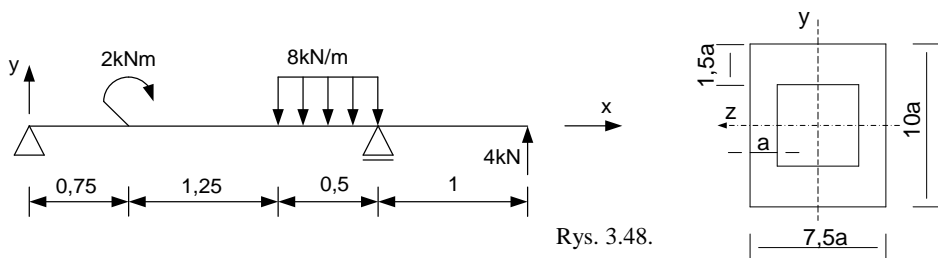 y
2kNm
8kN/m
x
4kN
0,75
1,25
0,5
1
Rys. 3.48.
y
1,5a
z
a
10a
7,5a